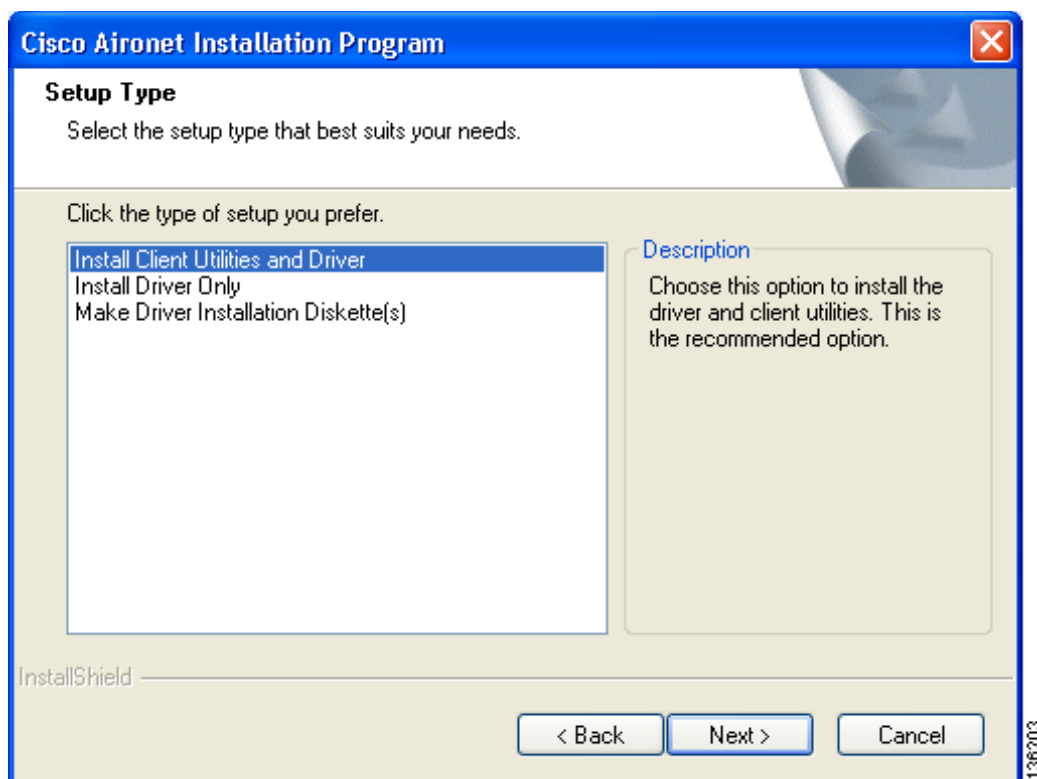 Cisco Aironet Installation Program
Setup Type
Select the setup type that best suits your needs.
Click the type of setup you prefer.
Install Client Utilities and Driver
Install Driver Only
Make Driver Installation Diskette(s)
Description
Choose this option to install the
driver and client utilities. This is
the recommended option.
InstallShield
< Back
Next >
Cancel
136203